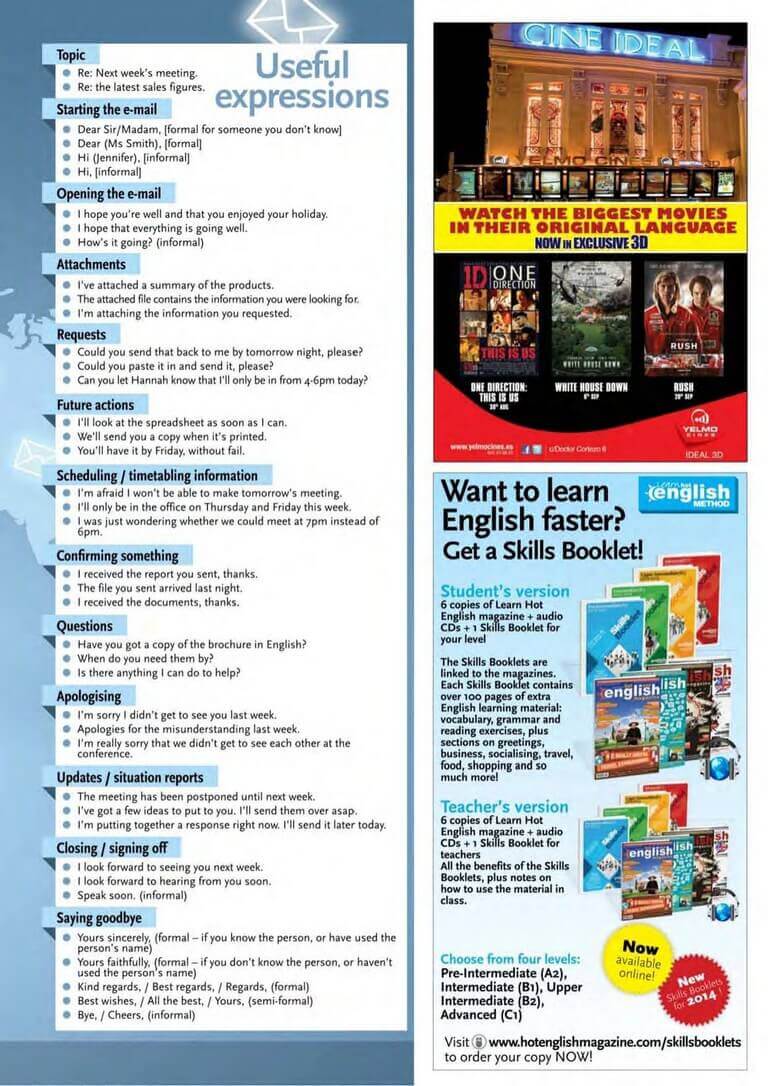 Useful
expressions
Topic
Re: Next week's meeting.
Re: the latest sales figures.
Starting the e-mail
Dear Sir/Madam, [formal for someone you don't know]
Dear (Ms Smith), [formal]
Hi (Jennifer), [informal]
Hi, [informal]
Opening the e-mail
I hope you're well and that you enjoyed your holiday.
I hope that everything is going well.
How's it going? (informal)
Attachments
I've attached a summary of the products.
The attached file contains the information you were looking for.
I'm attaching the information you requested.
Requests
Could you send that back to me by tomorrow night, please?
Could you paste it in and send it, please?
Can you let Hannah know that I'll only be in from 4-6pm today?
Future actions
I'll look at the spreadsheet as soon as I can.
We'll send you a copy when it's printed.
You'll have it by Friday, without fail.
Scheduling / timetabling information
I'm afraid I won't be able to make tomorrow's meeting.
I'll only be in the office on Thursday and Friday this week.
I was just wondering whether we could meet at 7pm instead of
6pm.
Confirming something
I received the report you sent, thanks.
The file you sent arrived last night.
I received the documents, thanks.
Questions
Have you got a copy of the brochure in English?
When do you need them by?
Is there anything I can do to help?
Apologising
I'm sorry I didn't get to see you last week.
Apologies for the misunderstanding last week.
I'm really sorry that we didn't get to see each other at the
conference.
Updates / situation reports
The meeting has been postponed until next week.
I've got a few ideas to put to you. I'll send them over asap.
I'm putting together a response right now. I'll send it later today.
Closing / signing off
I look forward to seeing you next week.
I look forward to hearing from you soon.
Speak soon. (informal)
Saying goodbye
Yours sincerely, (formal – if you know the person, or have used the
person's name)
Yours faithfully, (formal – if you don't know the person, or haven't
used the person's name)
Kind regards, / Best regards, / Regards, (formal)
Best wishes, / All the best, / Yours, (semi-formal)
Bye, / Cheers, (informal)
CINE IDEAL
YELMO CINES
WATCH THE BIGGEST MOVIES
IN THEIR ORIGINAL LANGUAGE
NOW IN EXCLUSIVE 3D
1D ONE
DIRECTION
THIS IS US
WHITE HOUSE DOWN
RUSH
ONE DIRECTION:
THIS IS US
30th AUG
WHITE HOUSE DOWN
6th SEP
RUSH
20th SEP
YELMO
CINES
www.yelmocines.es
c/Doctor Cortezo 6
IDEAL 3D
Want to learn
English faster?
Get a Skills Booklet!
Learn hot
english
METHOD
Student's version
6 copies of Learn Hot
English magazine + audio
CDs + 1 Skills Booklet for
your level
The Skills Booklets are
linked to the magazines.
Each Skills Booklet contains
over 100 pages of extra
English learning material:
vocabulary, grammar and
reading exercises, plus
sections on greetings,
business, socialising, travel,
food, shopping and so
much more!
Skills
Booklet
english
lish
ish
sh
Teacher's version
6 copies of Learn Hot
English magazine + audio
CDs + 1 Skills Booklet for
teachers
All the benefits of the Skills
Booklets, plus notes on
how to use the material in
class.
english
lish
ish
sh
Choose from four levels:
Pre-Intermediate (A2),
Intermediate (B1), Upper
Intermediate (B2),
Advanced (C1)
Now
available
online!
New
Skills Booklets
for 2014!
Visit www.hotenglishmagazine.com/skillsbooklets
to order your copy NOW!